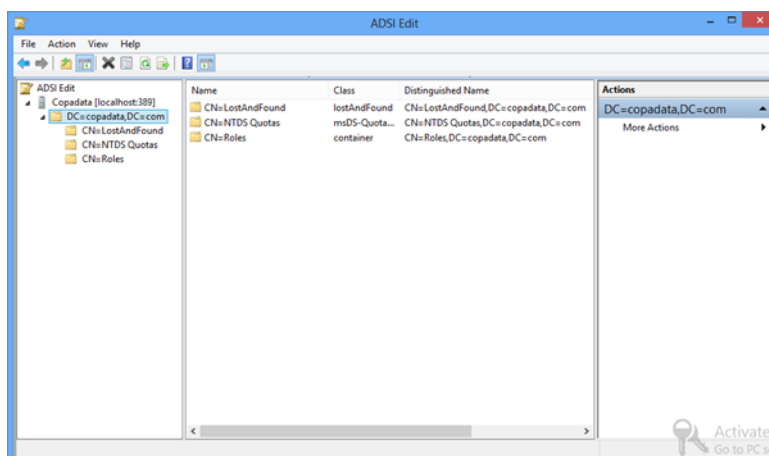 ADSI Edit
File Action View Help
ADSI Edit
Copadata [localhost:389]
DC=copadata,DC=com
CN=LostAndFound
CN=NTDS Quotas
CN=Roles
Name Class Distinguished Name
CN=LostAndFound lostAndFound CN=LostAndFound,DC=copadata,DC=com
CN=NTDS Quotas msDS-Quota... CN=NTDS Quotas,DC=copadata,DC=com
CN=Roles container CN=Roles,DC=copadata,DC=com
Actions
DC=copadata,DC=com
More Actions
Activate
Go to PC s